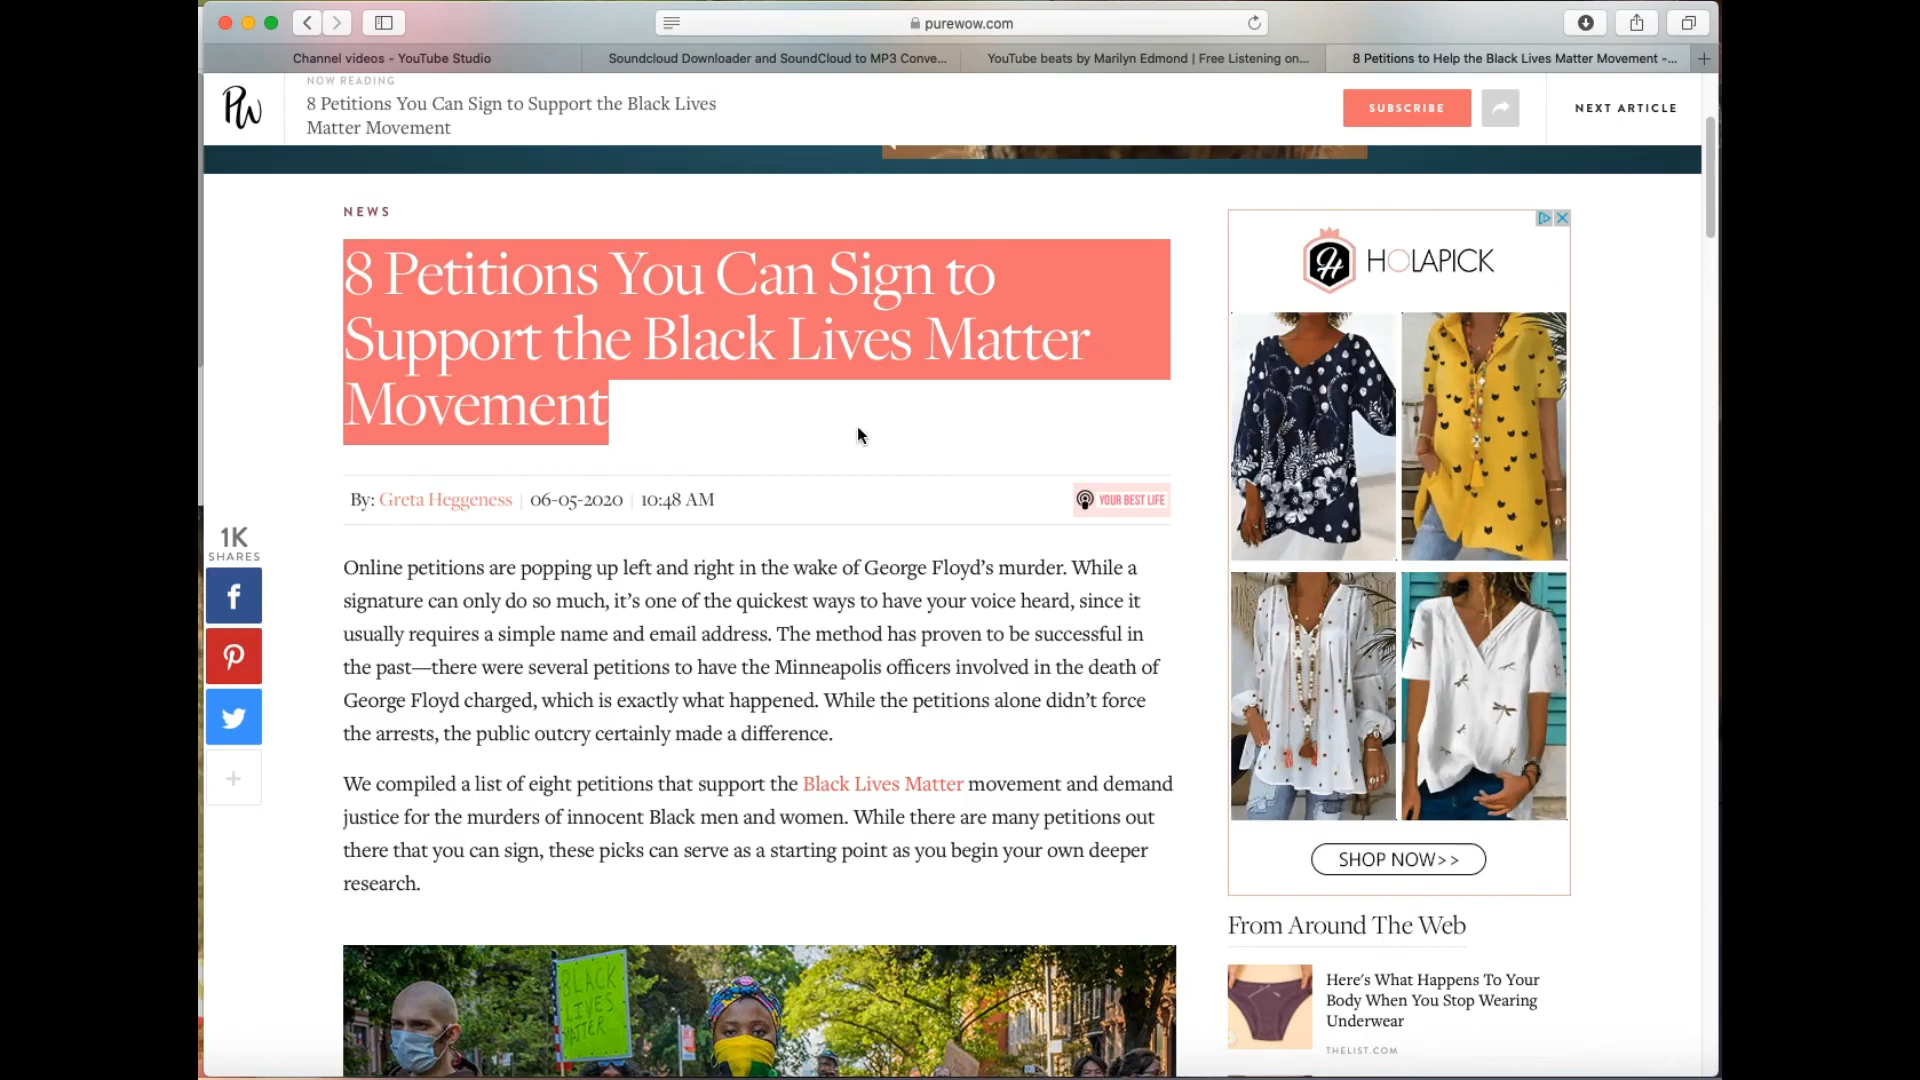 purewow.com
Channel videos - YouTube Studio
Soundcloud Downloader and SoundCloud to MP3 Conve...
YouTube beats by Marilyn Edmond | Free Listening on...
8 Petitions to Help the Black Lives Matter Movement -...
PW
NOW READING
8 Petitions You Can Sign to Support the Black Lives
Matter Movement
SUBSCRIBE
NEXT ARTICLE
NEWS
8 Petitions You Can Sign to
Support the Black Lives Matter
Movement
By: Greta Heggeness | 06-05-2020 | 10:48 AM
YOUR BEST LIFE
1K
SHARES
Online petitions are popping up left and right in the wake of George Floyd’s murder. While a
signature can only do so much, it’s one of the quickest ways to have your voice heard, since it
usually requires a simple name and email address. The method has proven to be successful in
the past—there were several petitions to have the Minneapolis officers involved in the death of
George Floyd charged, which is exactly what happened. While the petitions alone didn’t force
the arrests, the public outcry certainly made a difference.
We compiled a list of eight petitions that support the Black Lives Matter movement and demand
justice for the murders of innocent Black men and women. While there are many petitions out
there that you can sign, these picks can serve as a starting point as you begin your own deeper
research.
BLACK
LIVES
MATTER
H HOLAPICK
SHOP NOW>>
From Around The Web
Here's What Happens To Your
Body When You Stop Wearing
Underwear
THELIST.COM